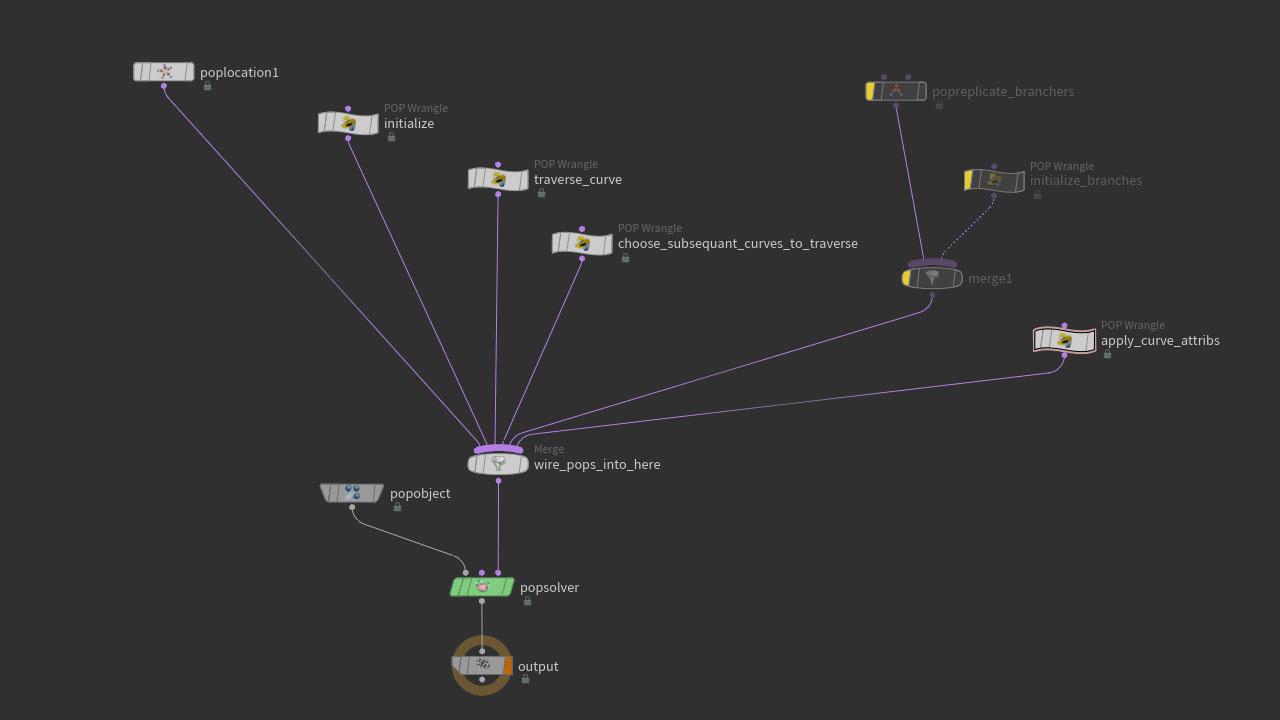 poplocation1
POP Wrangle
initialize
POP Wrangle
traverse_curve
POP Wrangle
choose_subsequant_curves_to_traverse
popreplicate_branchers
POP Wrangle
initialize_branches
merge1
POP Wrangle
apply_curve_attribs
Merge
wire_pops_into_here
popobject
popsolver
output